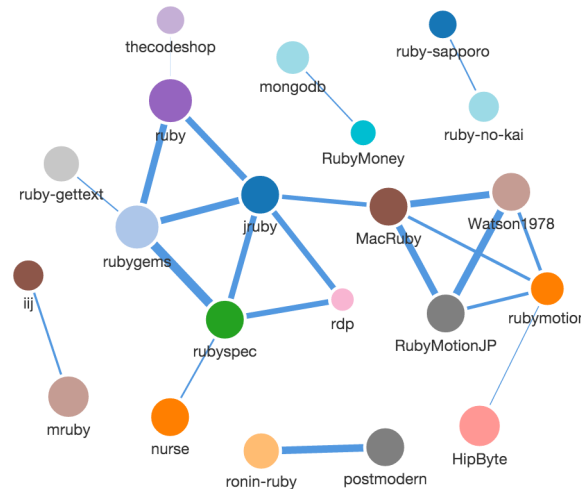 thecodeshop
ruby-sapporo
mongodb
ruby
ruby-no-kai
RubyMoney
ruby-gettext
jruby
Watson1978
MacRuby
rubygems
iij
rdp
rubymotion
RubyMotionJP
rubyspec
mruby
nurse
HipByte
ronin-ruby
postmodern